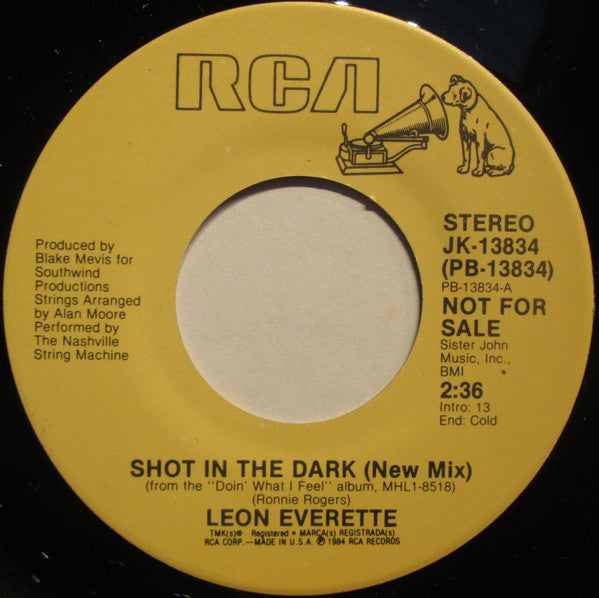 RCA
STEREO
JK-13834
(PB-13834)
PB-13834-A
NOT FOR
SALE
Sister John
Music, Inc.,
BMI
2:36
Intro: 13
End: Cold
Produced by
Blake Mevis for
Southwind
Productions
Strings Arranged
by Alan Moore
Performed by
The Nashville
String Machine
SHOT IN THE DARK (New Mix)
(from the "Doin' What I Feel" album, MHL1-8518)
(Ronnie Rogers)
LEON EVERETTE
TMK(s)® Registered • MARCA(s) REGISTRADA(s)
RCA CORP.—MADE IN U.S.A. ℗ 1984 RCA RECORDS